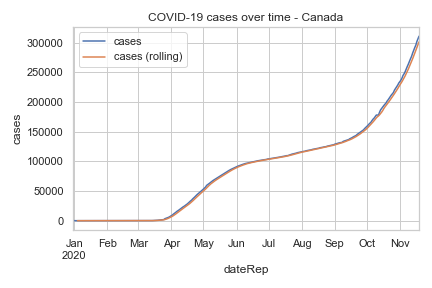 COVID-19 cases over time - Canada
cases
cases (rolling)
300000
250000
200000
150000
100000
50000
0
cases
Jan Feb Mar Apr May Jun Jul Aug Sep Oct Nov
2020
dateRep